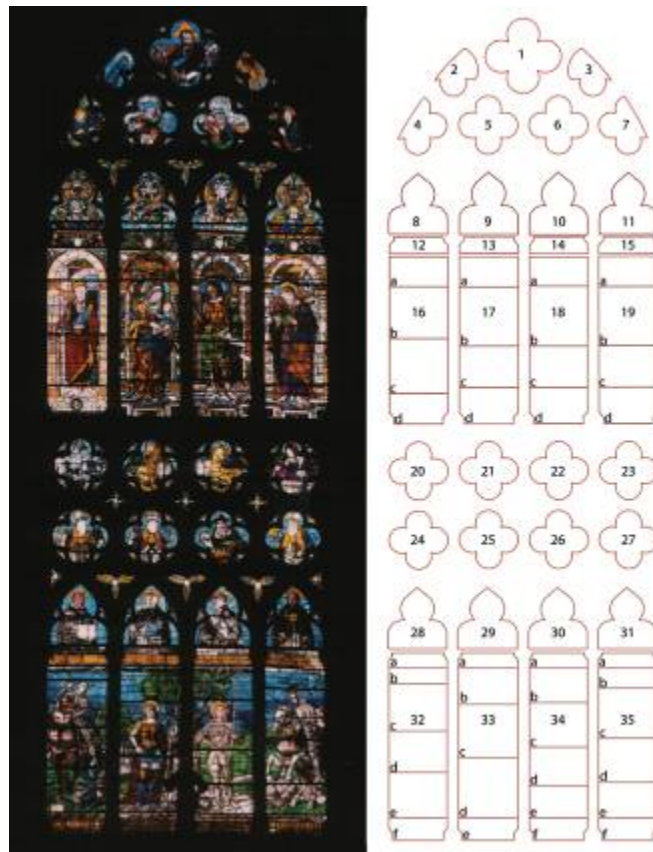 1
2 3
4 5 6 7
8 9 10 11
12 13 14 15
a a a a
16 17 18 19
b b b b
c c c c
d d d d
20 21 22 23
24 25 26 27
28 29 30 31
a a a a
b b b b
32 33 34 35
c c c c
d d d d
e e e e
f f f